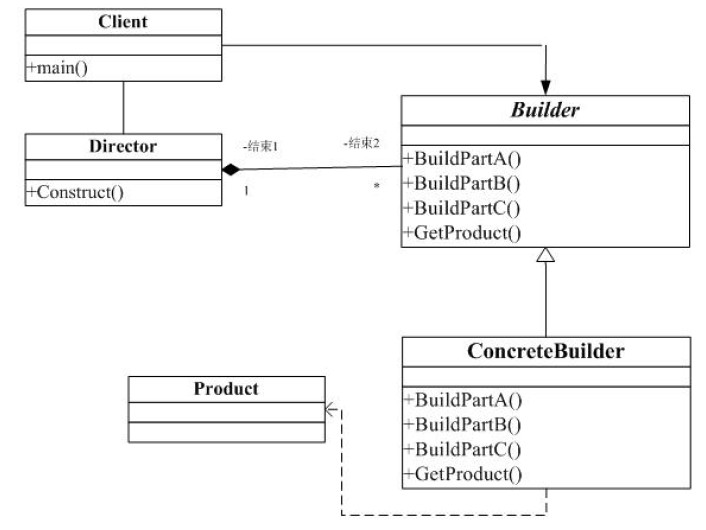 Client
+main()
Builder
+BuildPartA()
+BuildPartB()
+BuildPartC()
+GetProduct()
Director
+Construct()
-结束1
-结束2
1
*
ConcreteBuilder
+BuildPartA()
+BuildPartB()
+BuildPartC()
+GetProduct()
Product